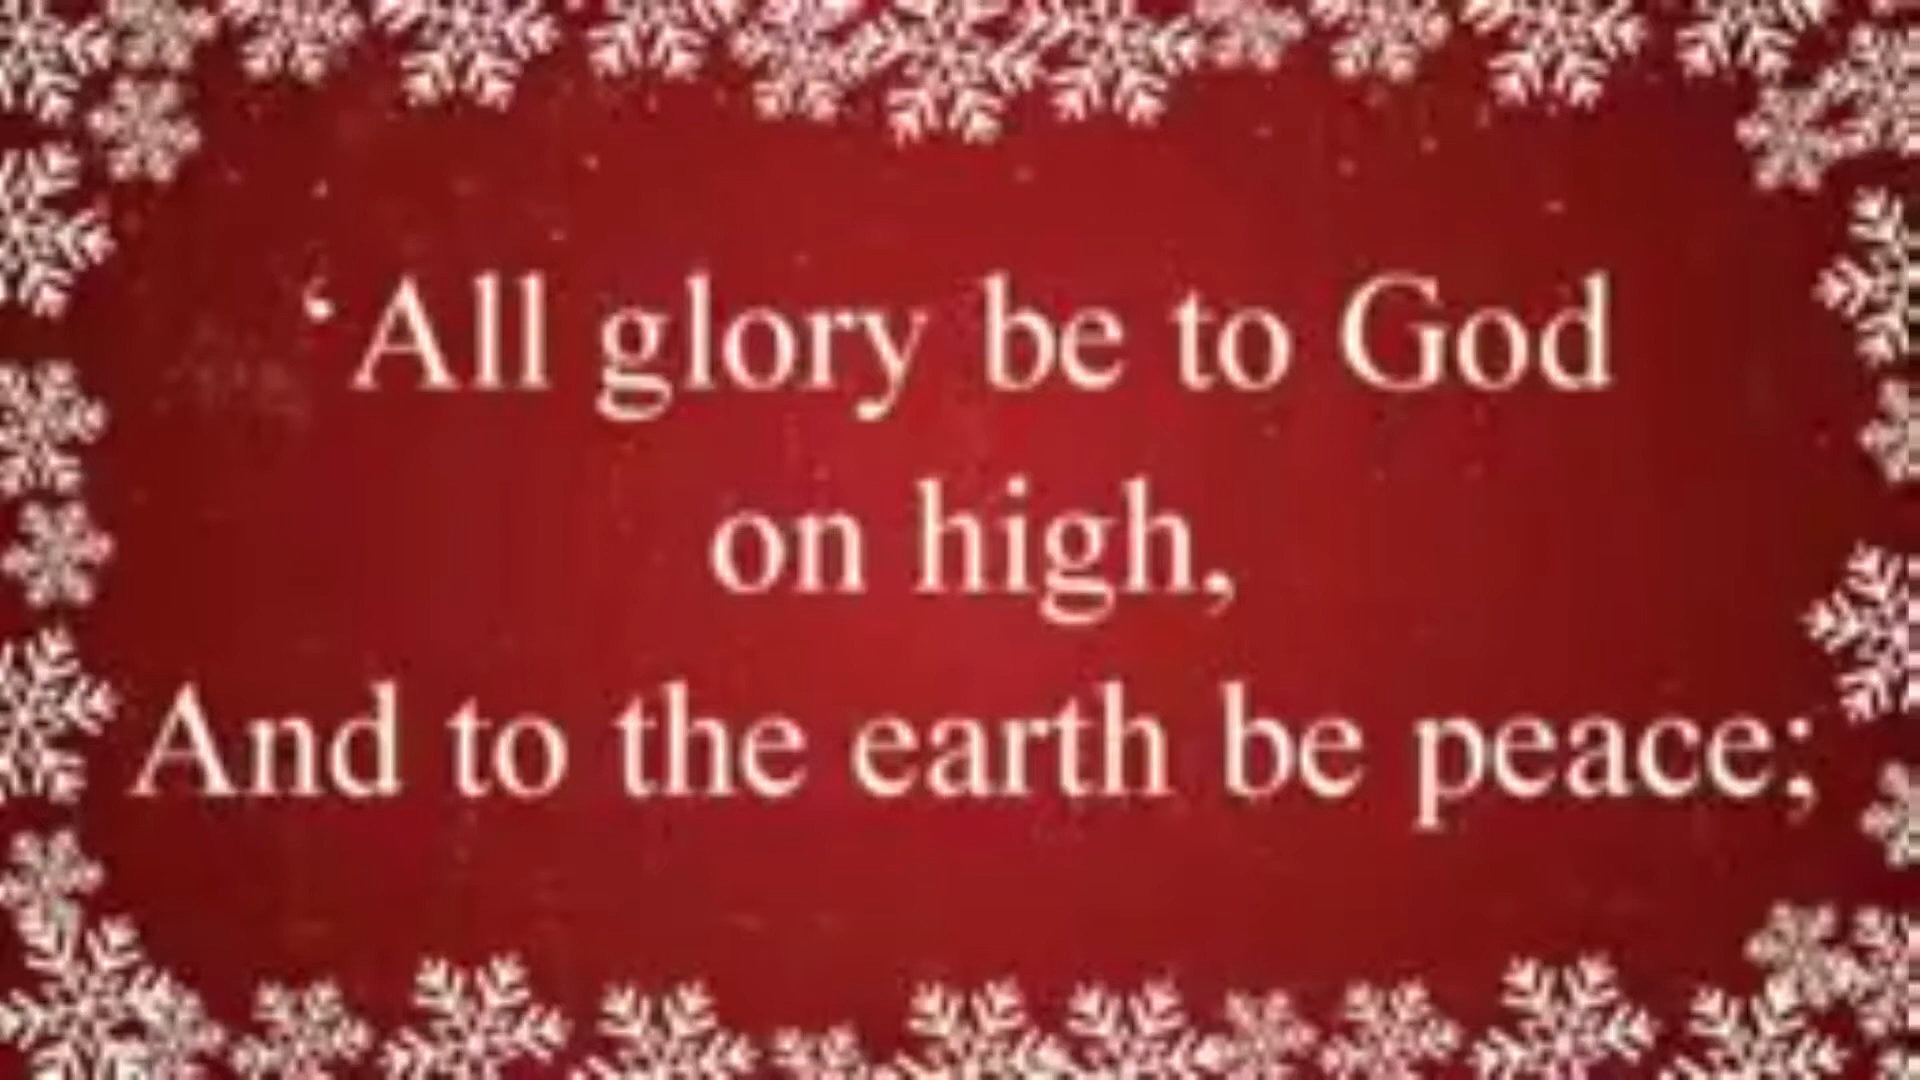 ‘All glory be to God
on high,
And to the earth be peace;